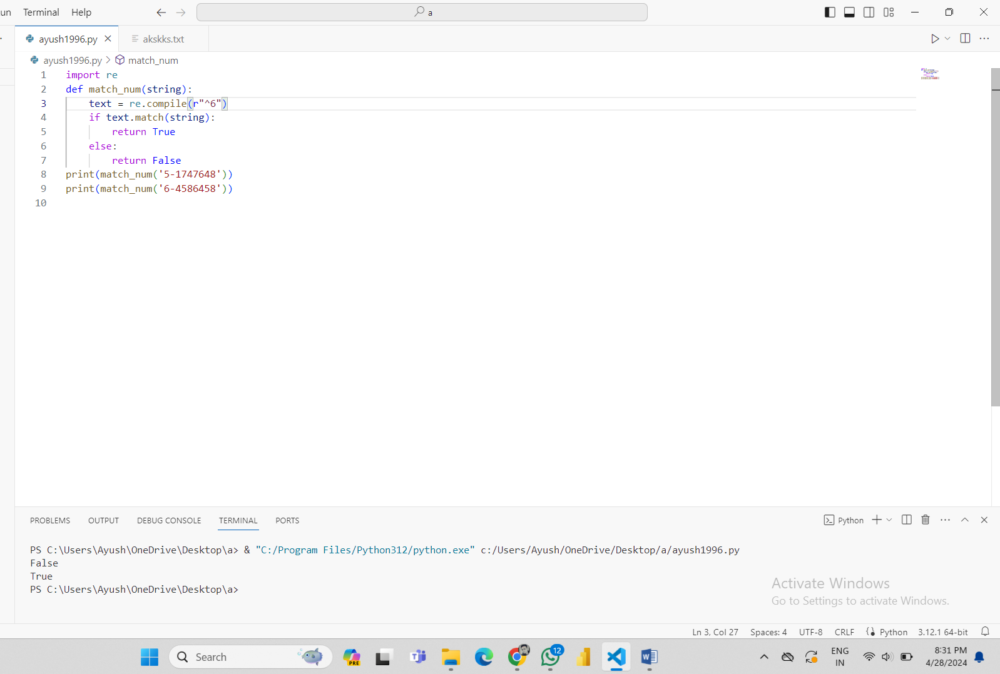 un Terminal Help a
ayush1996.py akskks.txt
ayush1996.py > match_num
1 import re
2 def match_num(string):
3 text = re.compile(r"^6")
4 if text.match(string):
5 return True
6 else:
7 return False
8 print(match_num('5-1747648'))
9 print(match_num('6-4586458'))
10
PROBLEMS OUTPUT DEBUG CONSOLE TERMINAL PORTS Python
PS C:\Users\Ayush\OneDrive\Desktop\a> & "C:/Program Files/Python312/python.exe" c:/Users/Ayush/OneDrive/Desktop/a/ayush1996.py
False
True
PS C:\Users\Ayush\OneDrive\Desktop\a>
Activate Windows
Go to Settings to activate Windows.
Ln 3, Col 27 Spaces: 4 UTF-8 CRLF Python 3.12.1 64-bit
Search PRE 12 ENG 8:31 PM
IN 4/28/2024